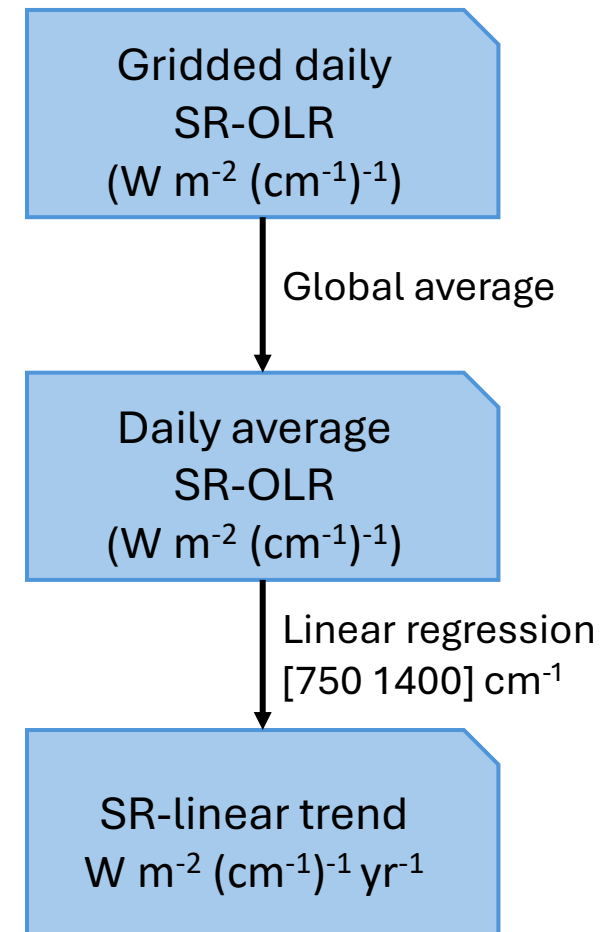 Gridded daily
SR-OLR
(W m⁻² (cm⁻¹)⁻¹)
Global average
Daily average
SR-OLR
(W m⁻² (cm⁻¹)⁻¹)
Linear regression
[750 1400] cm⁻¹
SR-linear trend
W m⁻² (cm⁻¹)⁻¹ yr⁻¹